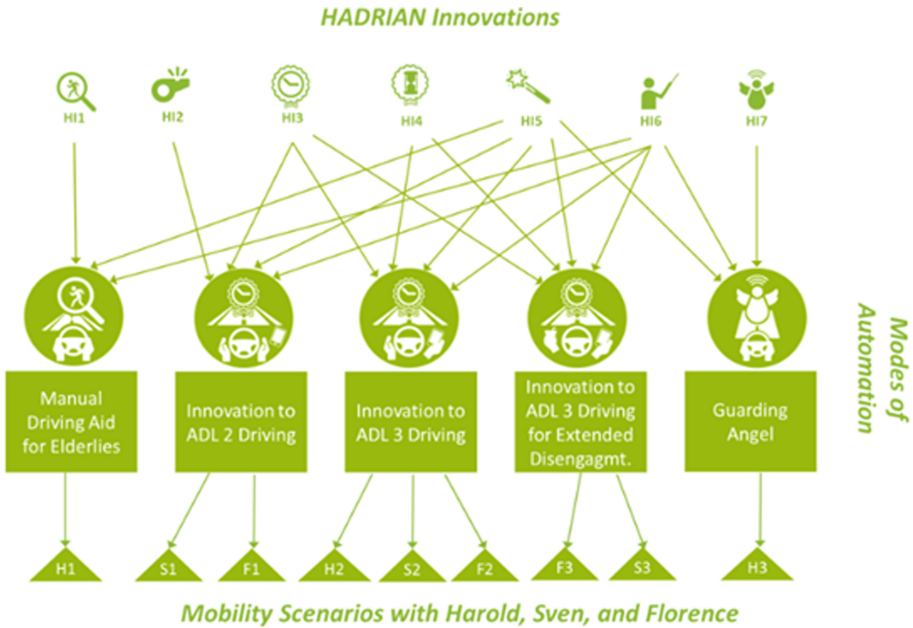 HADRIAN Innovations
HI1
HI2
HI3
HI4
HI5
HI6
HI7
Modes of
Automation
Manual
Driving Aid
for Elderlies
Innovation to
ADL 2 Driving
Innovation to
ADL 3 Driving
Innovation to
ADL 3 Driving
for Extended
Disengagmt.
Guarding
Angel
H1
S1
F1
H2
S2
F2
F3
S3
H3
Mobility Scenarios with Harold, Sven, and Florence